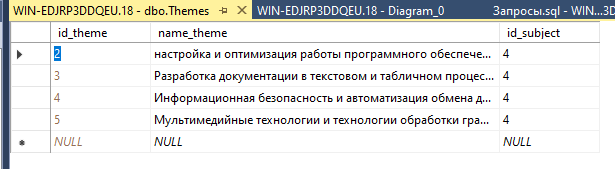 WIN-EDJRP3DDQEU.18 - dbo.Themes WIN-EDJRP3DDQEU.18 - Diagram_0 Запросы.sql - WIN...3D
id_theme name_theme id_subject
2 настройка и оптимизация работы программного обеспече... 4
3 Разработка документации в текстовом и табличном процес... 4
4 Информационная безопасность и автоматизация обмена д... 4
5 Мультимедийные технологии и технологии обработки гра... 4
NULL NULL NULL